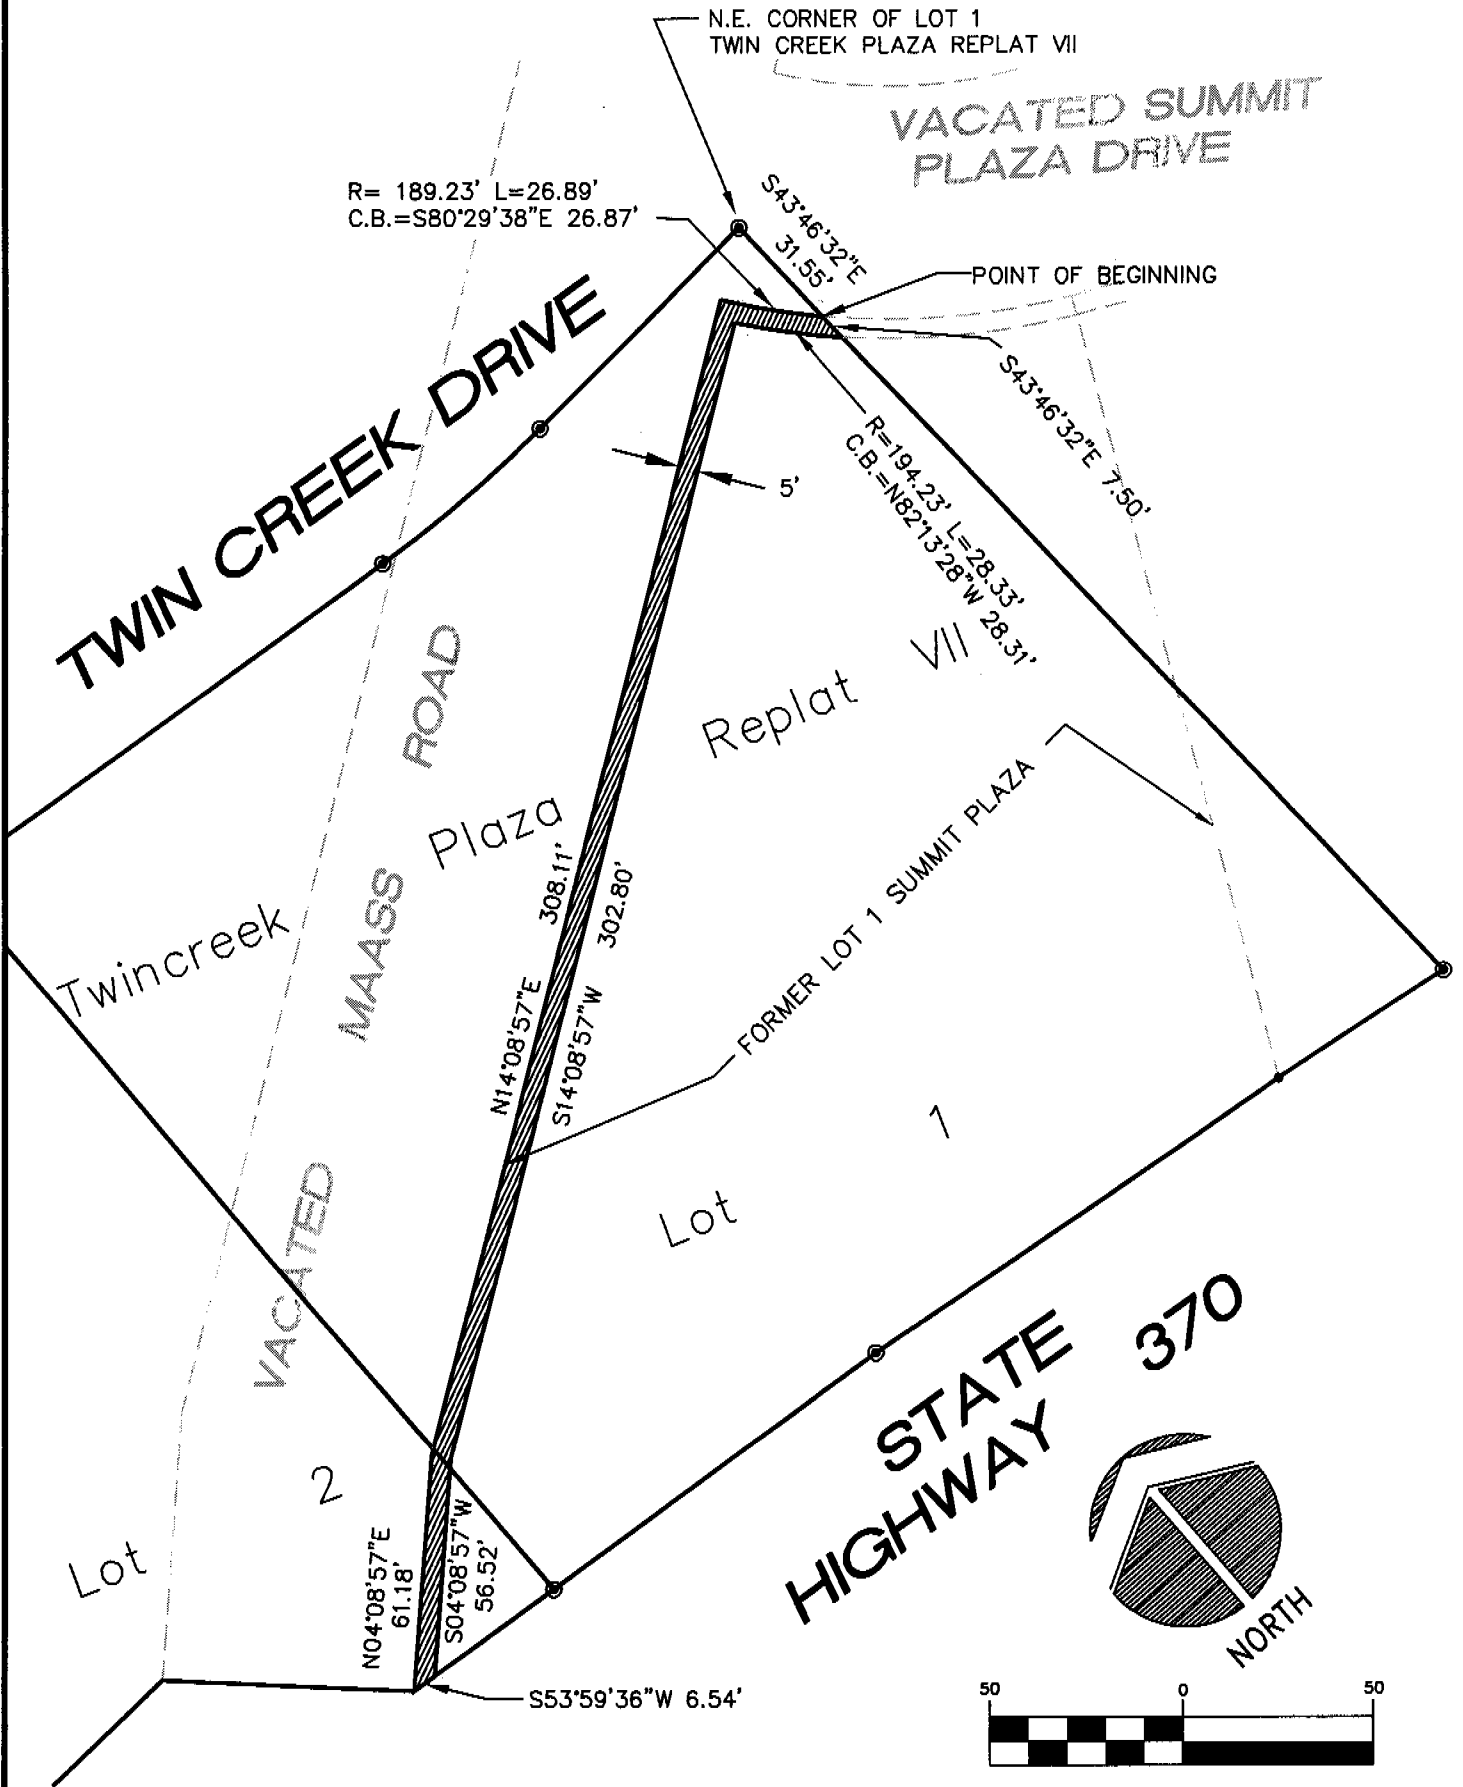 N.E. CORNER OF LOT 1
TWIN CREEK PLAZA REPLAT VII
VACATED SUMMIT
PLAZA DRIVE
R= 189.23' L=26.89'
C.B.=S80°29'38"E 26.87'
S43°46'32"E
31.55'
POINT OF BEGINNING
S43°46'32"E 7.50'
TWIN CREEK DRIVE
5'
R=194.23' L=28.33'
C.B.=N82°13'28"W 28.31'
VACATED MAASS ROAD
Twincreek Plaza Replat VII
308.11'
302.80'
N14°08'57"E
S14°08'57"W
FORMER LOT 1 SUMMIT PLAZA
Lot 1
STATE
HIGHWAY 370
Lot 2
N04°08'57"E
61.18'
S04°08'57"W
56.52'
S53°59'36"W 6.54'
NORTH
50 0 50